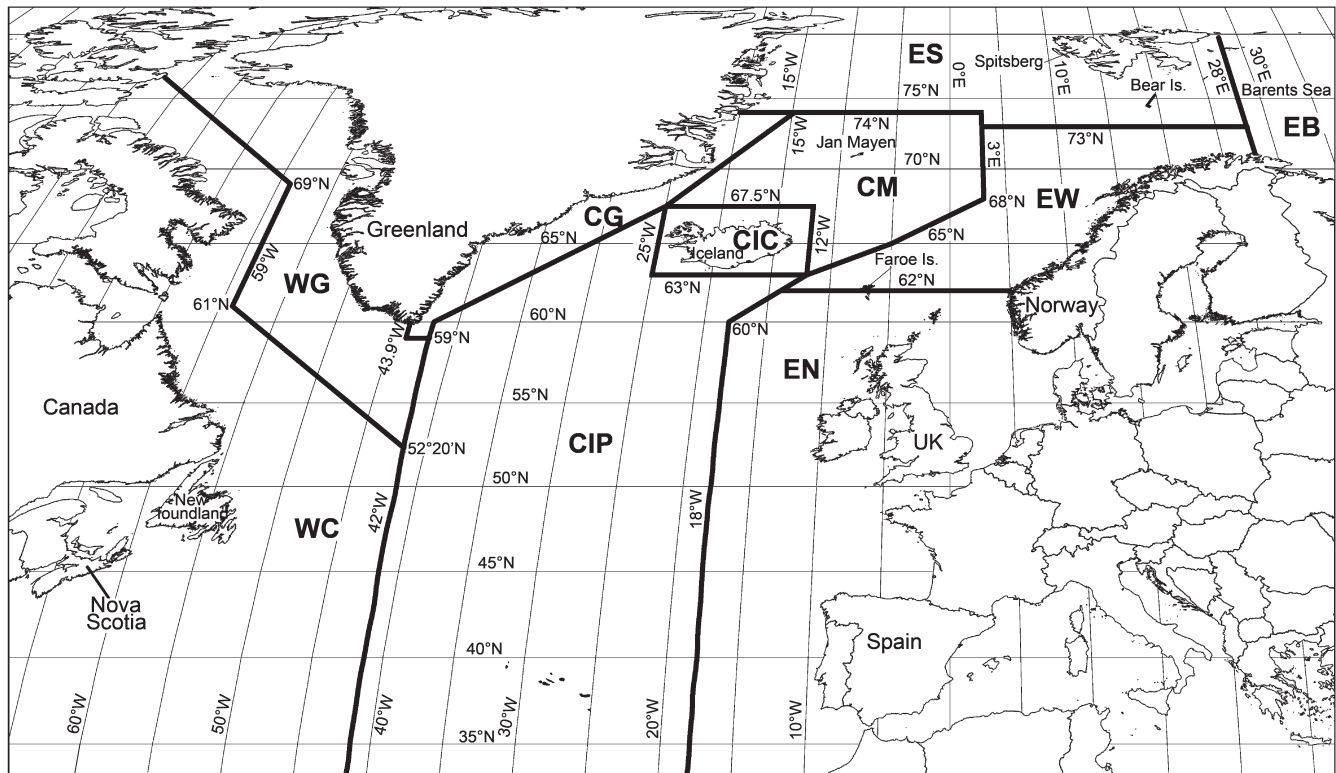 ES
Spitsberg
15°W
0°E
10°E
28°E
30°E
75°N
Bear Is.
Barents Sea
EB
74°N
15°W
Jan Mayen
3°E
73°N
70°N
69°N
CM
67.5°N
68°N
EW
CG
Greenland
65°N
25°W
CIC
Iceland
12°W
65°N
Faroe Is.
59°W
WG
63°N
62°N
61°N
Norway
60°N
60°N
43.9°W
59°N
EN
55°N
Canada
CIP
52°20'N
UK
50°N
New
foundland
42°W
18°W
WC
45°N
Nova
Scotia
Spain
40°N
60°W
50°W
40°W
30°W
20°W
10°W
35°N